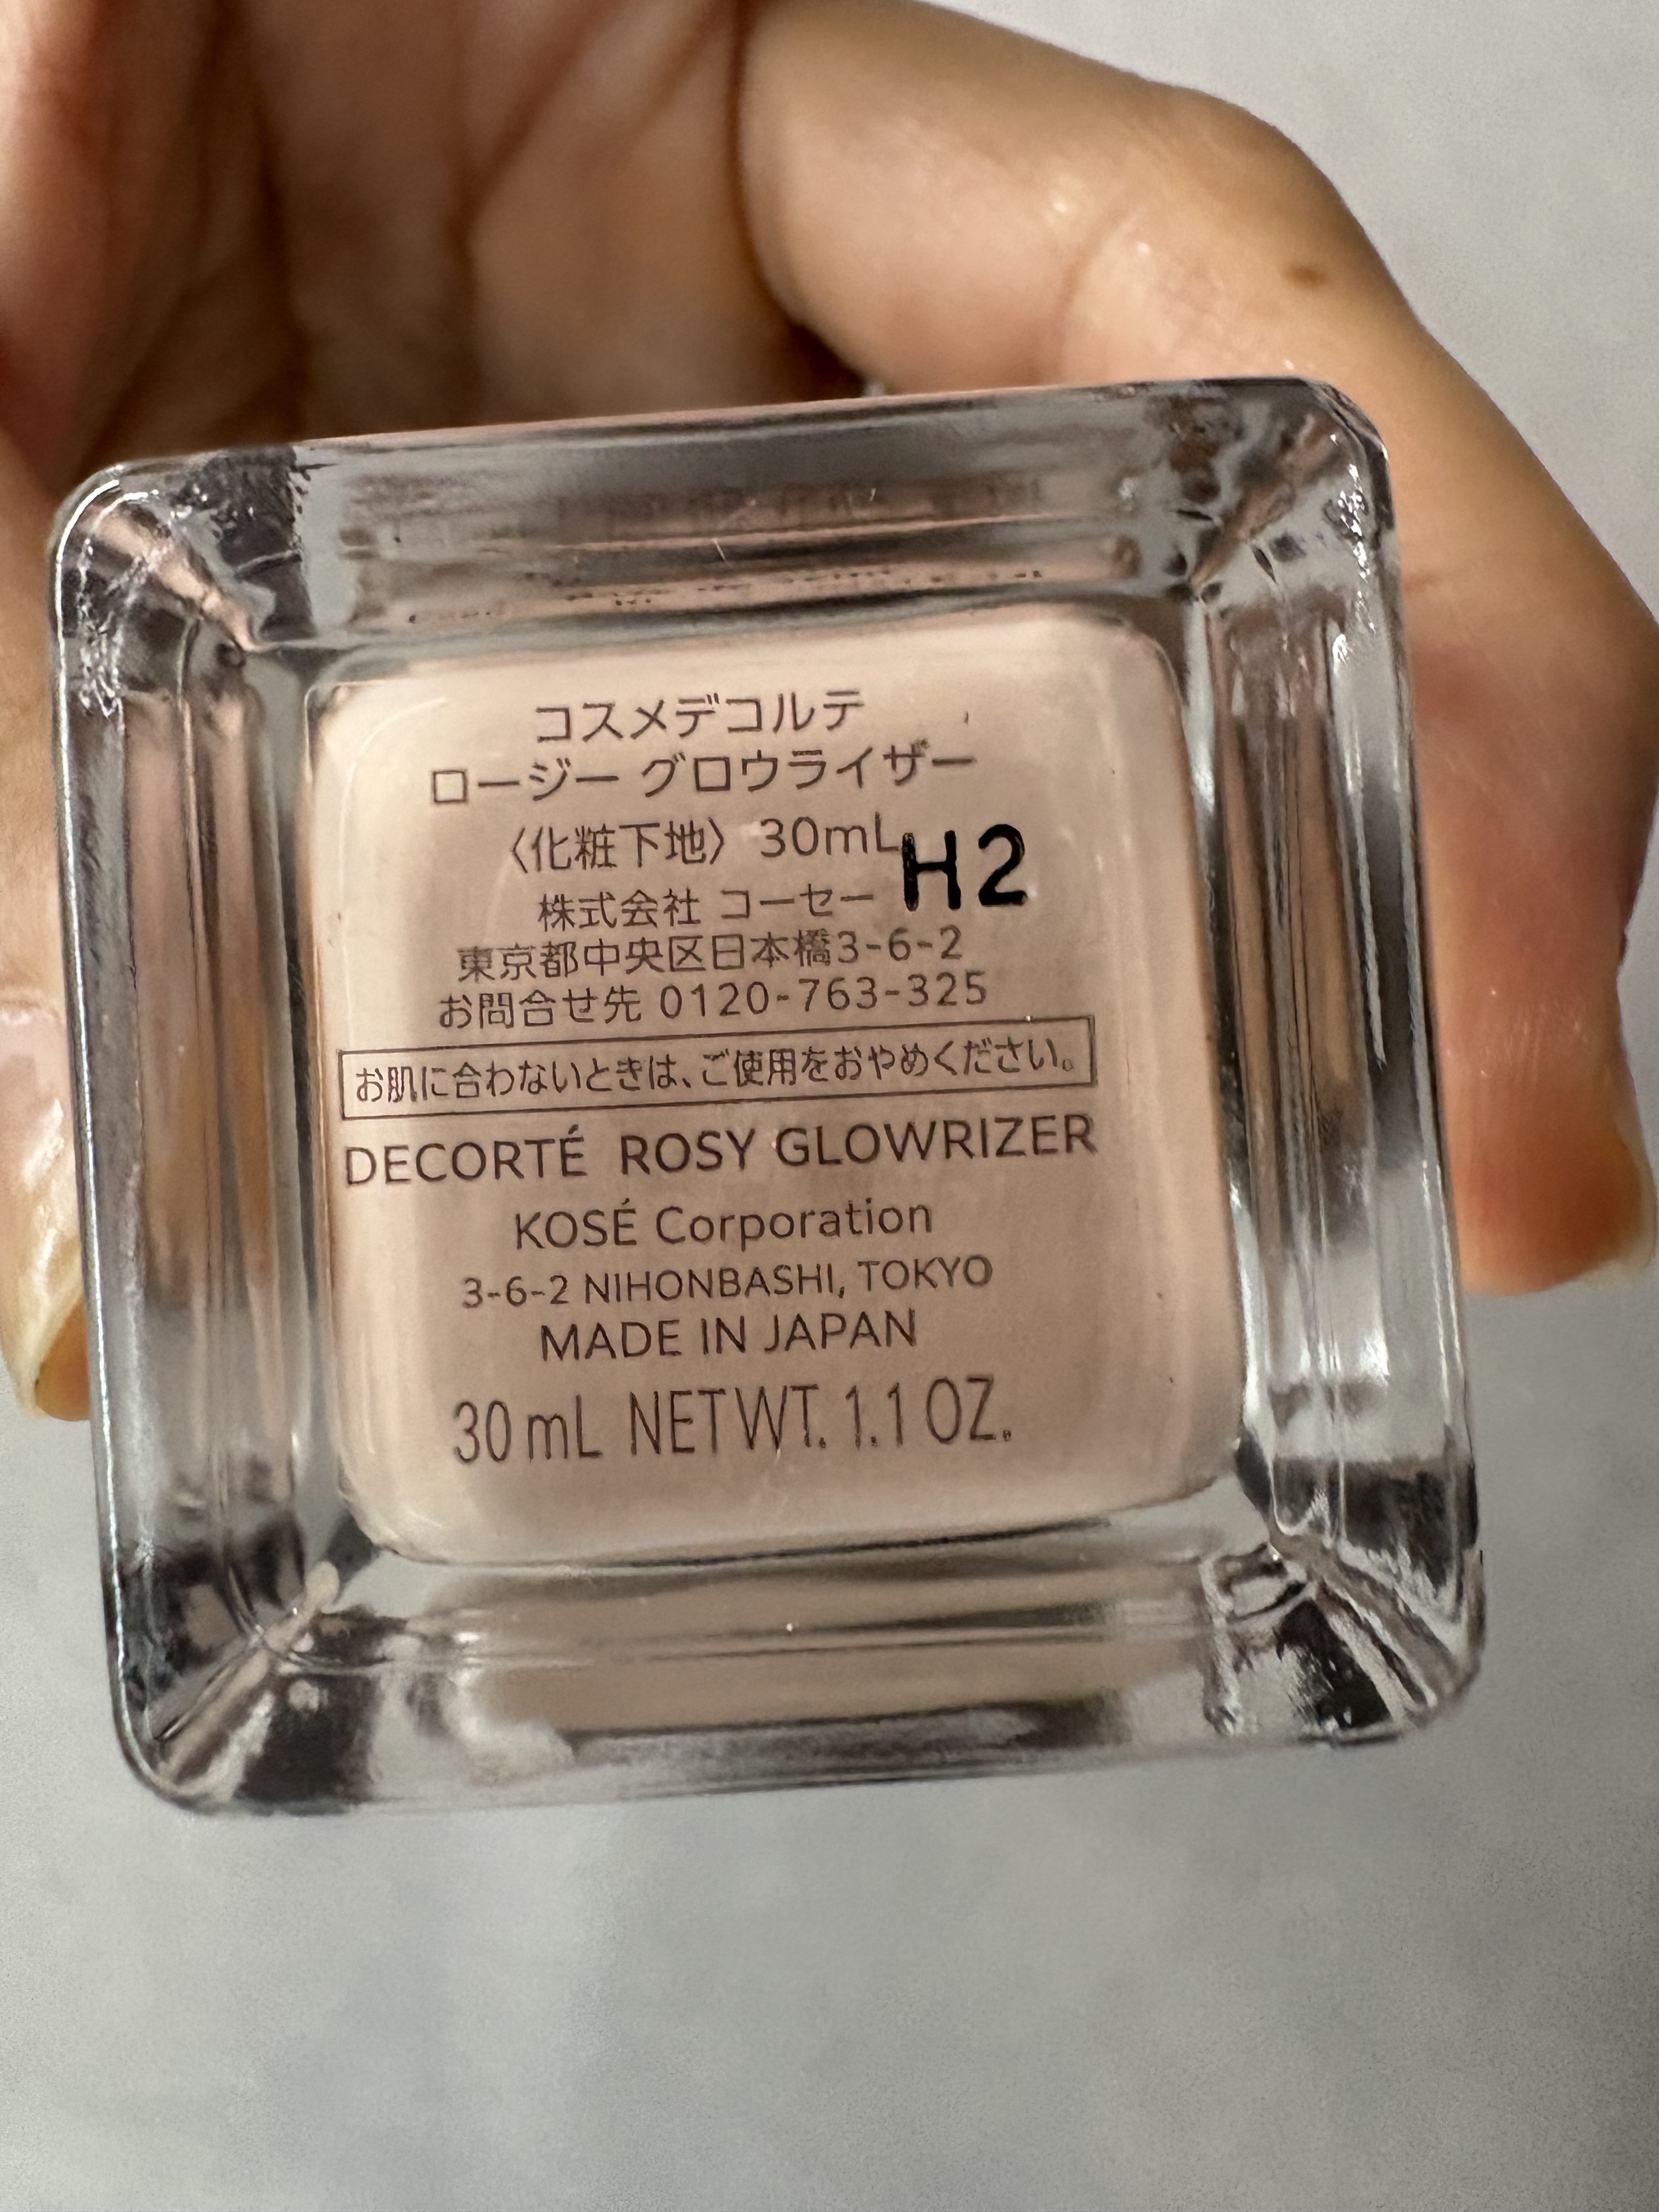 コスメデコルテ
ロージー グロウライザー
〈化粧下地〉 30mL
H2
株式会社 コーセー
東京都中央区日本橋3-6-2
お問合せ先 0120-763-325
お肌に合わないときは、ご使用をおやめください。
DECORTÉ ROSY GLOWRIZER
KOSÉ Corporation
3-6-2 NIHONBASHI, TOKYO
MADE IN JAPAN
30mL NET WT. 1.1 OZ.